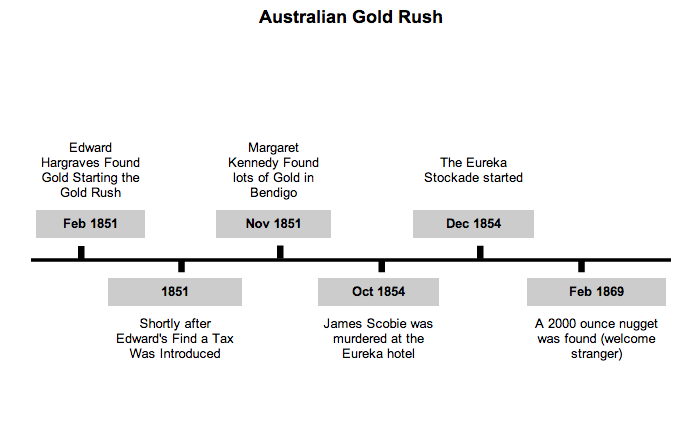 Australian Gold Rush
Edward
Hargraves Found
Gold Starting the
Gold Rush
Feb 1851
1851
Shortly after
Edward's Find a Tax
Was Introduced
Margaret
Kennedy Found
lots of Gold in
Bendigo
Nov 1851
Oct 1854
James Scobie was
murdered at the
Eureka hotel
The Eureka
Stockade started
Dec 1854
Feb 1869
A 2000 ounce nugget
was found (welcome
stranger)